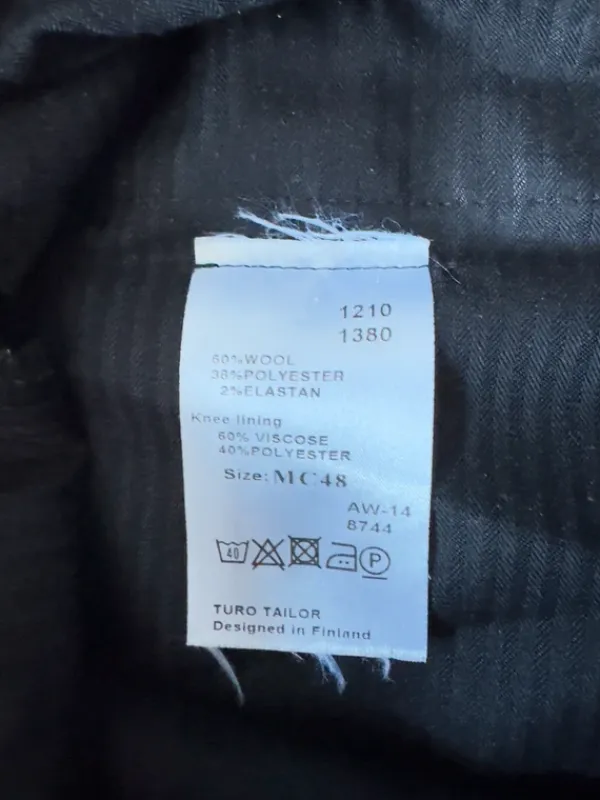 1210
1380
60%WOOL
38%POLYESTER
2%ELASTAN
Knee lining
60% VISCOSE
40%POLYESTER
Size: MC48
AW-14
8744
40
P
TURO TAILOR
Designed in Finland